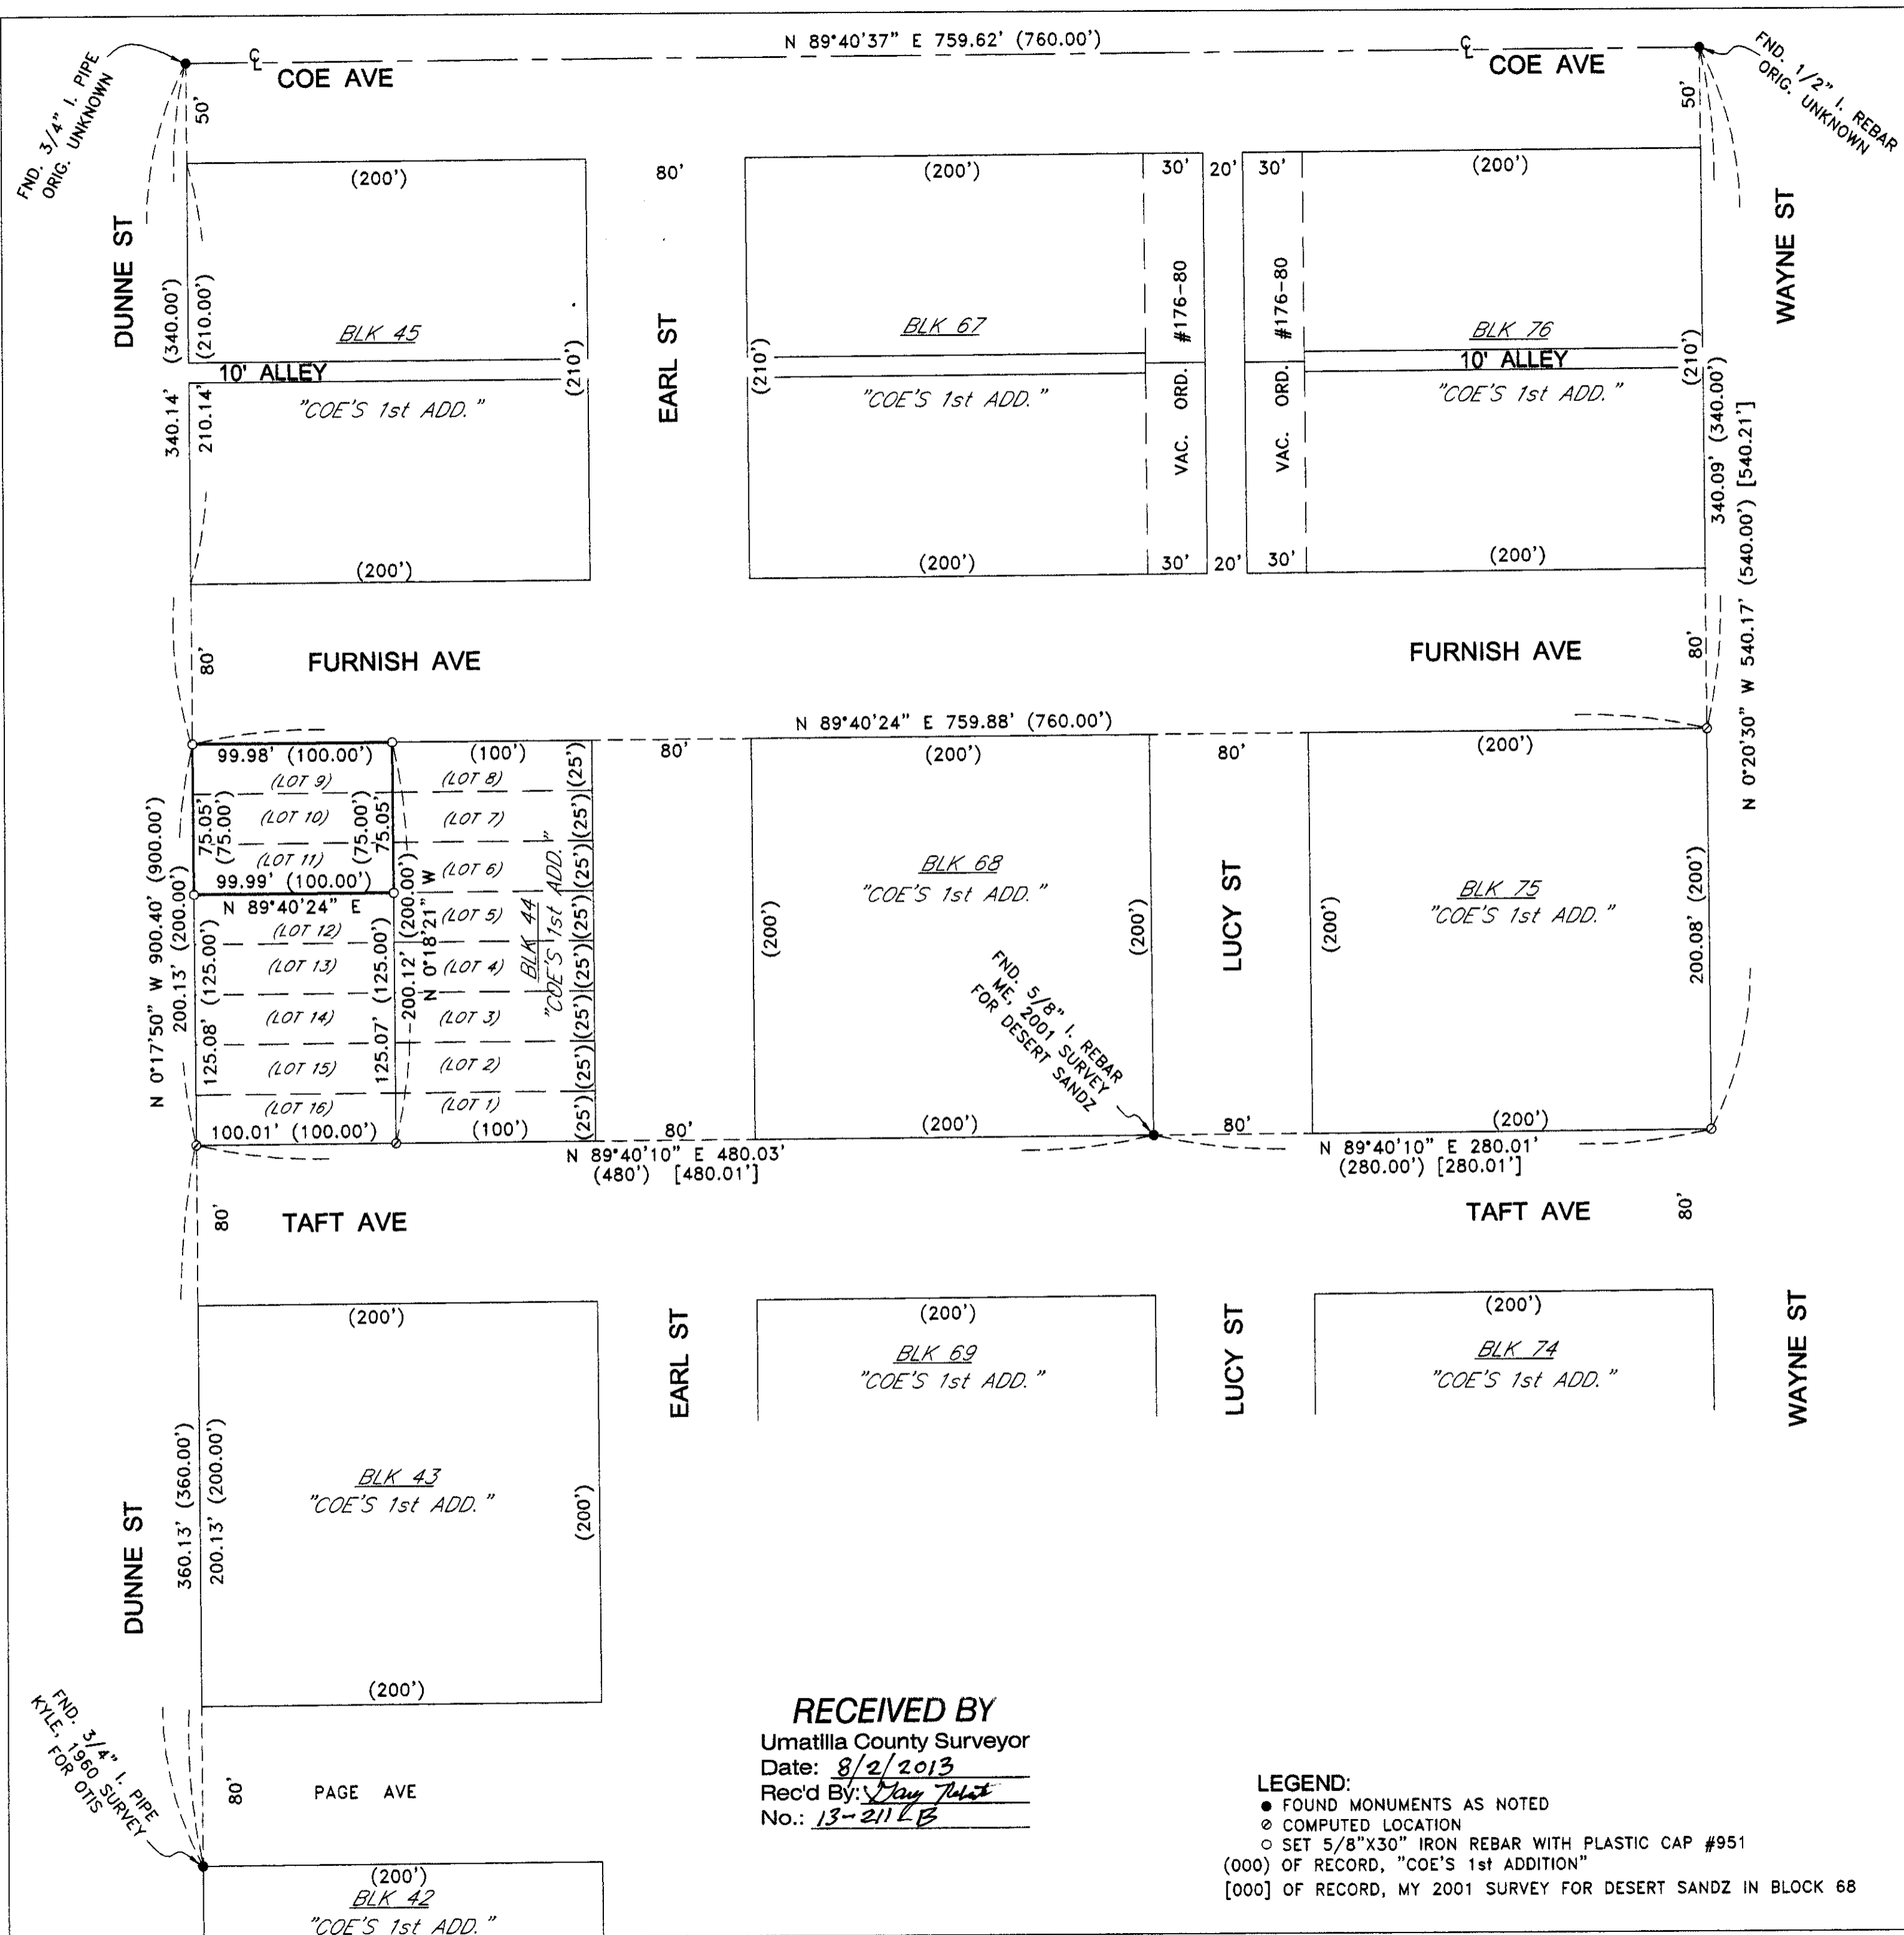 N 89°40'37" E 759.62' (760.00')
℄
COE AVE
℄
COE AVE
FND. 3/4" I. PIPE
ORIG. UNKNOWN
FND. 1/2" I. REBAR
ORIG. UNKNOWN
50'
50'
DUNNE ST
WAYNE ST
(200')
80'
(200')
30'
20'
30'
(200')
340.14' (340.00')
210.14' (210.00')
BLK 45
10' ALLEY
"COE'S 1st ADD."
(210')
(200')
EARL ST
(210')
BLK 67
"COE'S 1st ADD."
(200')
VAC. ORD. #176-80
VAC. ORD. #176-80
30'
20'
30'
BLK 76
10' ALLEY
"COE'S 1st ADD."
(210')
(200')
340.09' (340.00')
N 0°20'30" W 540.17' (540.00') [540.21']
80'
FURNISH AVE
FURNISH AVE
80'
N 89°40'24" E 759.88' (760.00')
99.98' (100.00')
(100')
(25')
80'
(200')
80'
(200')
(LOT 9)
(LOT 8)
(LOT 10)
(LOT 7)
(25')
(LOT 11)
(LOT 6)
(25')
75.05'
(75.00')
(75.00')
75.05'
99.99' (100.00')
N 89°40'24" E
(LOT 12)
(LOT 5)
(25')
(LOT 13)
(LOT 4)
(25')
(LOT 14)
(LOT 3)
(25')
(LOT 15)
(LOT 2)
(25')
(LOT 16)
(LOT 1)
(25')
N 0°17'50" W 900.40' (900.00')
200.13' (200.00')
125.08' (125.00')
125.07' (125.00')
200.12' (200.00')
N 0°18'21" W
BLK 44
"COE'S 1st ADD."
100.01' (100.00')
(100')
80'
(200')
BLK 68
"COE'S 1st ADD."
(200')
(200')
FND. 5/8" I. REBAR
ME, 2001 SURVEY
FOR DESERT SANDZ
(200')
LUCY ST
80'
(200')
BLK 75
"COE'S 1st ADD."
200.08' (200')
(200')
N 89°40'10" E 480.03'
(480') [480.01']
N 89°40'10" E 280.01'
(280.00') [280.01']
80'
TAFT AVE
TAFT AVE
80'
(200')
EARL ST
(200')
BLK 69
"COE'S 1st ADD."
LUCY ST
(200')
BLK 74
"COE'S 1st ADD."
WAYNE ST
DUNNE ST
360.13' (360.00')
200.13' (200.00')
BLK 43
"COE'S 1st ADD."
(200')
(200')
FND. 3/4" I. PIPE
KYLE, 1960 SURVEY
FOR OTIS
80'
PAGE AVE
(200')
BLK 42
"COE'S 1st ADD."
RECEIVED BY
Umatilla County Surveyor
Date: 8/2/2013
Rec'd By:
No.: 13-211LB
LEGEND:
● FOUND MONUMENTS AS NOTED
⊘ COMPUTED LOCATION
○ SET 5/8"X30" IRON REBAR WITH PLASTIC CAP #951
(000) OF RECORD, "COE'S 1st ADDITION"
[000] OF RECORD, MY 2001 SURVEY FOR DESERT SANDZ IN BLOCK 68